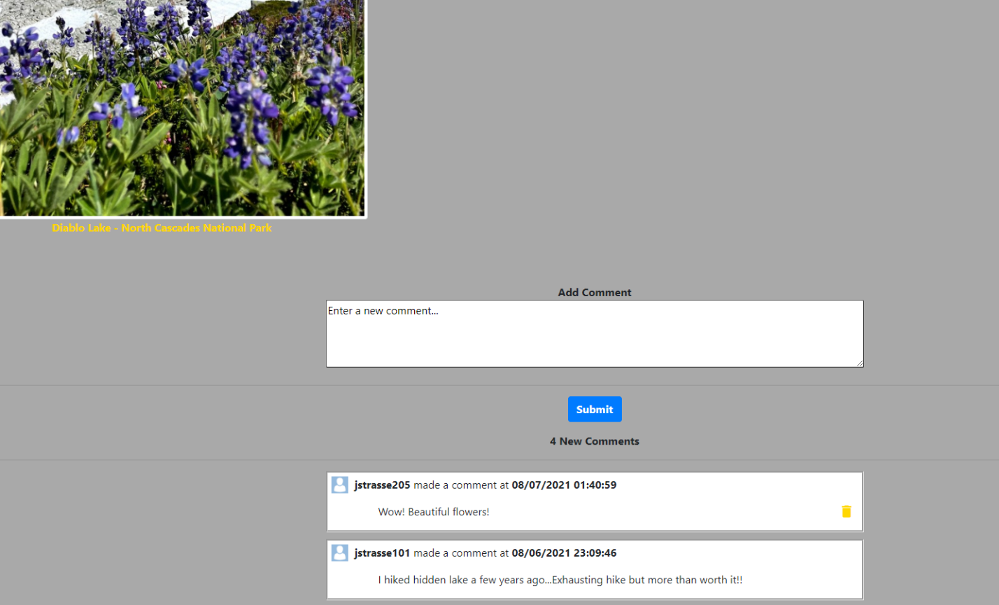 Diablo Lake - North Cascades National Park
Add Comment
Enter a new comment...
Submit
4 New Comments
jstrasse205 made a comment at 08/07/2021 01:40:59
Wow! Beautiful flowers!
jstrasse101 made a comment at 08/06/2021 23:09:46
I hiked hidden lake a few years ago...Exhausting hike but more than worth it!!